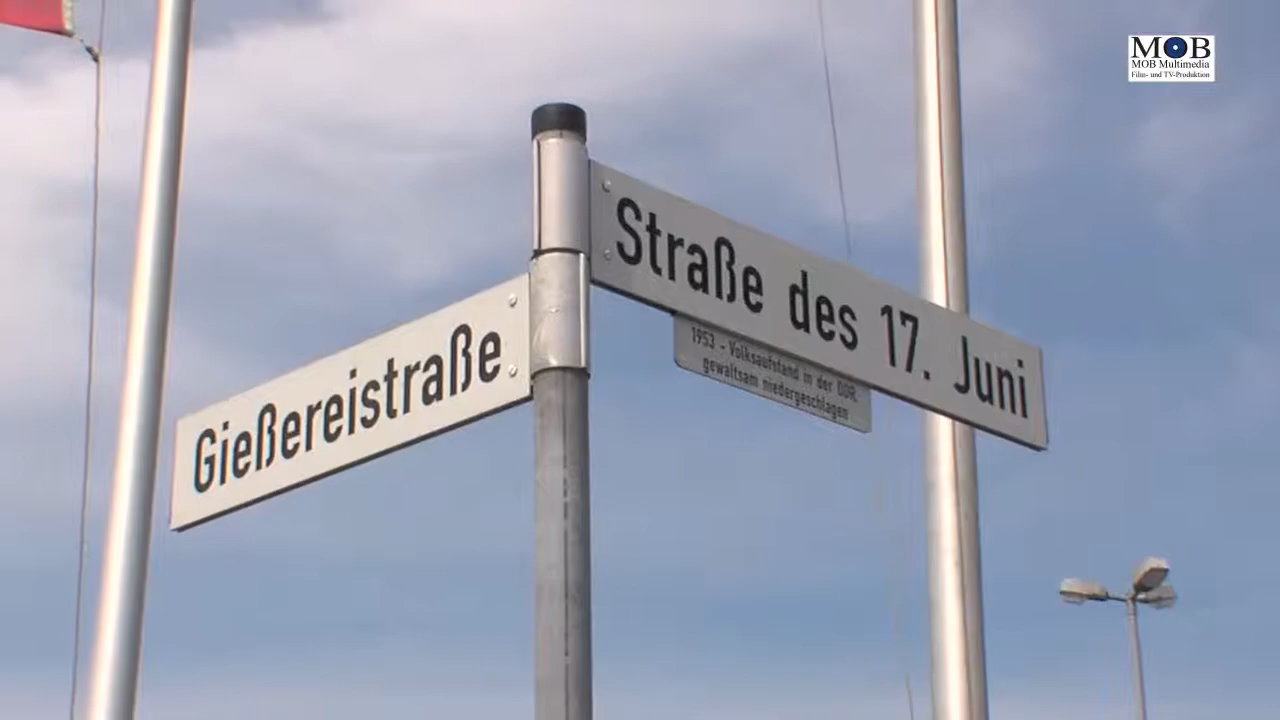 MOB
MOB Multimedia
Film- und TV-Produktion
Straße des 17. Juni
1953 - Volksaufstand in der DDR
gewaltsam niedergeschlagen
Gießereistraße